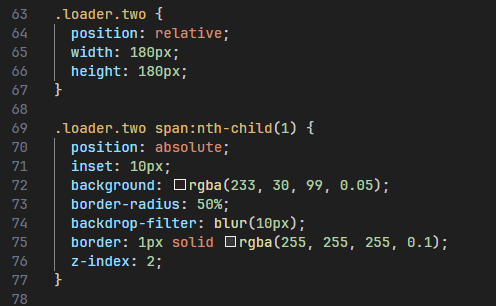 63 .loader.two {
64   position: relative;
65   width: 180px;
66   height: 180px;
67 }
68
69 .loader.two span:nth-child(1) {
70   position: absolute;
71   inset: 10px;
72   background: rgba(233, 30, 99, 0.05);
73   border-radius: 50%;
74   backdrop-filter: blur(10px);
75   border: 1px solid rgba(255, 255, 255, 0.1);
76   z-index: 2;
77 }
78